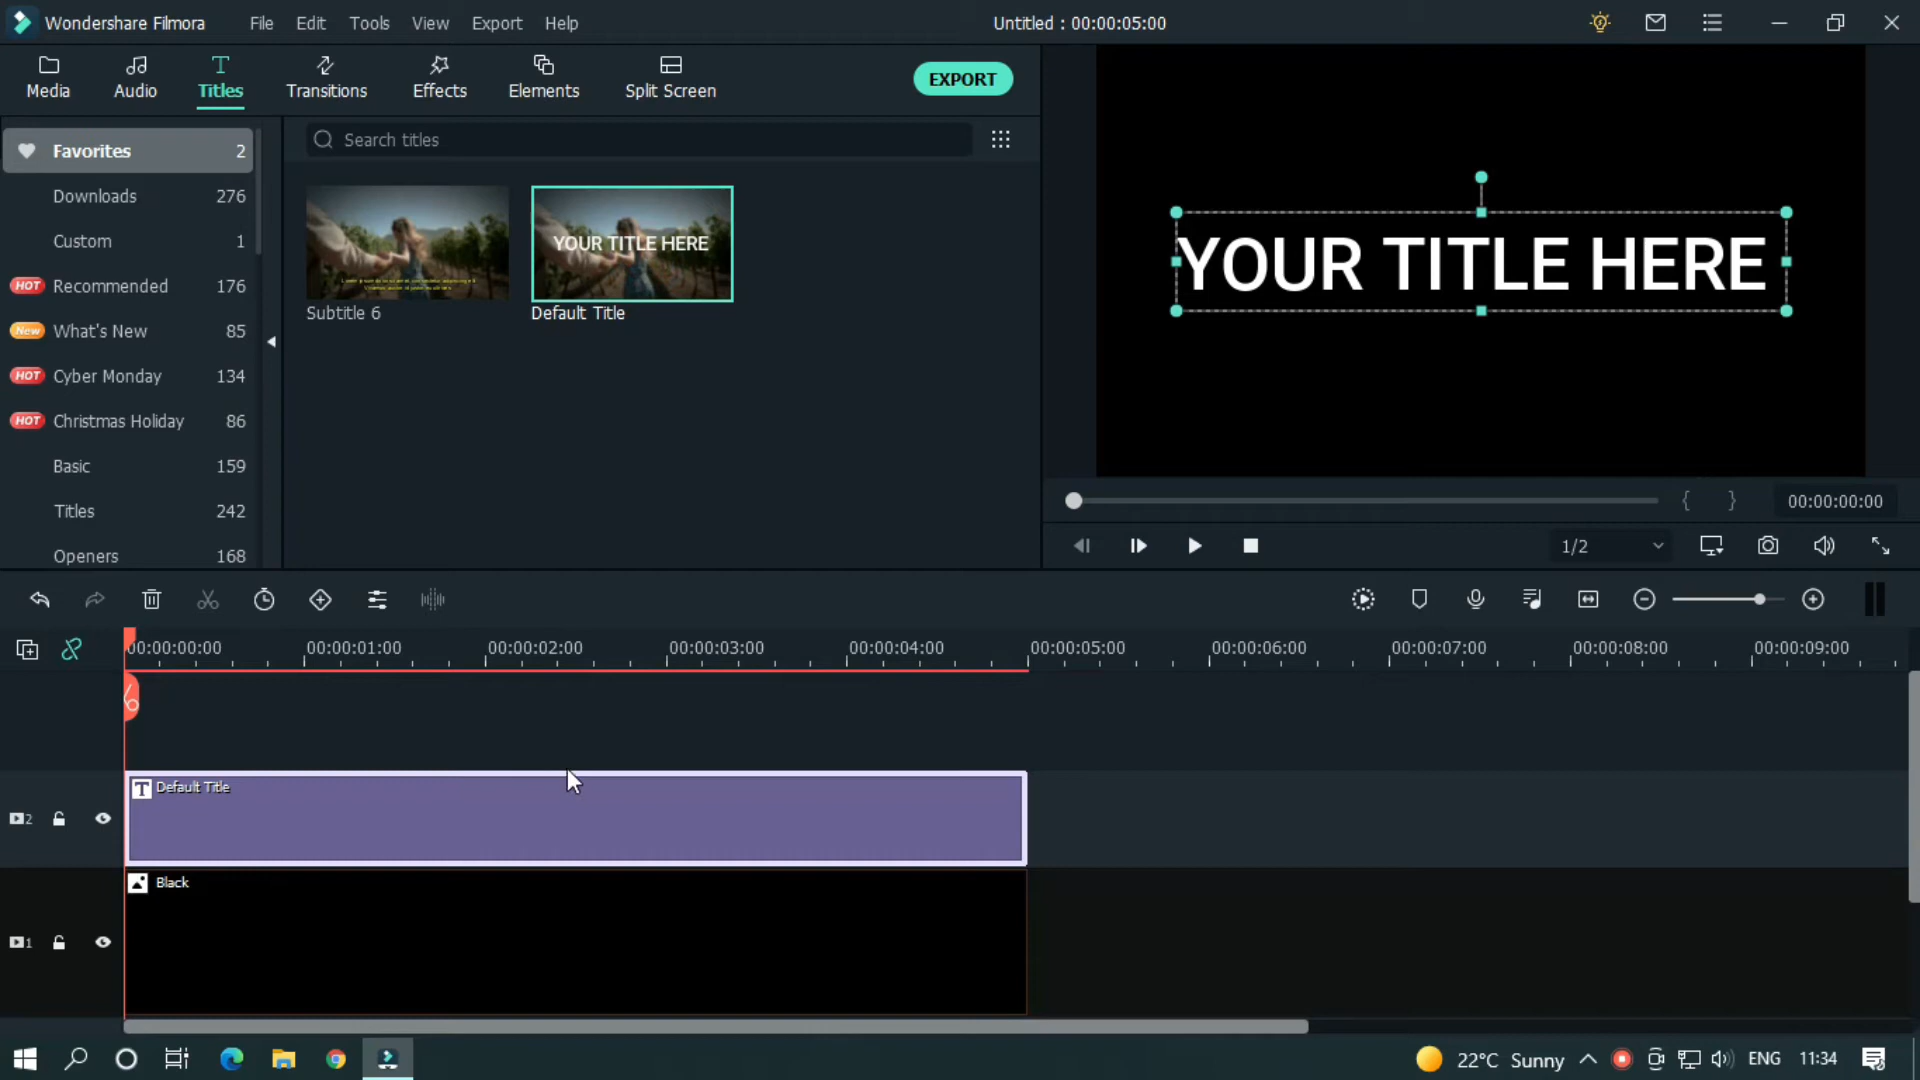 Wondershare Filmora File Edit Tools View Export Help Untitled : 00:00:05:00
Media Audio Titles Transitions Effects Elements Split Screen EXPORT
Favorites 2
Downloads 276
Custom 1
HOT Recommended 176
New What's New 85
HOT Cyber Monday 134
HOT Christmas Holiday 86
Basic 159
Titles 242
Openers 168
Search titles
YOUR TITLE HERE
Subtitle 6 Default Title
YOUR TITLE HERE
{ } 00:00:00:00
1/2
00:00:00:00 00:00:01:00 00:00:02:00 00:00:03:00 00:00:04:00 00:00:05:00 00:00:06:00 00:00:07:00 00:00:08:00 00:00:09:00
T Default Title
2
Black
1
22°C Sunny ENG 11:34